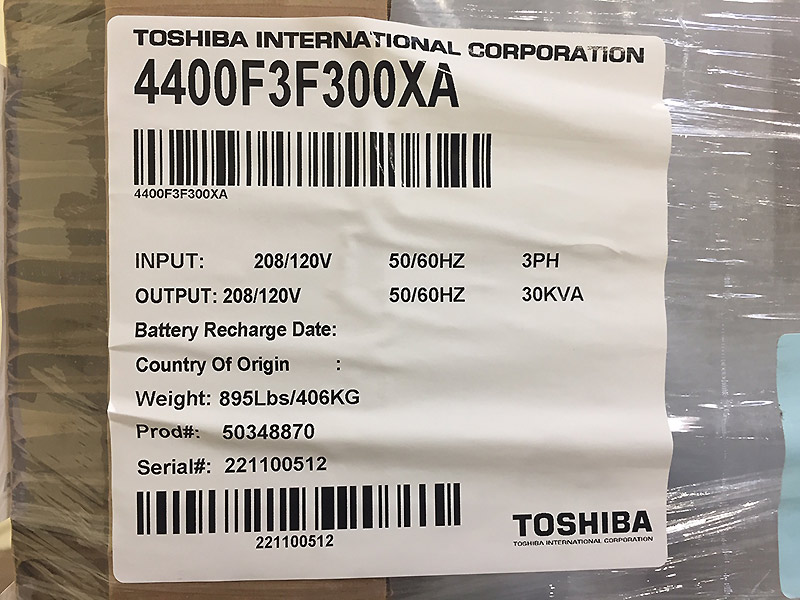 TOSHIBA INTERNATIONAL CORPORATION
4400F3F300XA
4400F3F300XA
INPUT: 208/120V 50/60HZ 3PH
OUTPUT: 208/120V 50/60HZ 30KVA
Battery Recharge Date:
Country Of Origin :
Weight: 895Lbs/406KG
Prod#: 50348870
Serial#: 221100512
221100512
TOSHIBA
TOSHIBA INTERNATIONAL CORPORATION